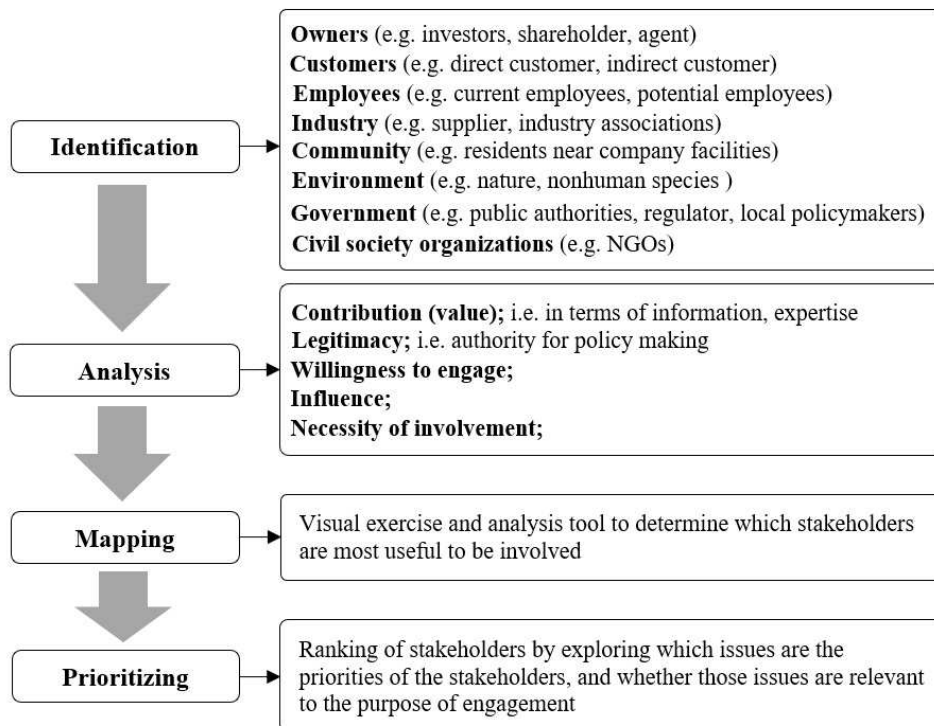 Identification
Owners (e.g. investors, shareholder, agent)
Customers (e.g. direct customer, indirect customer)
Employees (e.g. current employees, potential employees)
Industry (e.g. supplier, industry associations)
Community (e.g. residents near company facilities)
Environment (e.g. nature, nonhuman species )
Government (e.g. public authorities, regulator, local policymakers)
Civil society organizations (e.g. NGOs)
Analysis
Contribution (value); i.e. in terms of information, expertise
Legitimacy; i.e. authority for policy making
Willingness to engage;
Influence;
Necessity of involvement;
Mapping
Visual exercise and analysis tool to determine which stakeholders
are most useful to be involved
Prioritizing
Ranking of stakeholders by exploring which issues are the
priorities of the stakeholders, and whether those issues are relevant
to the purpose of engagement